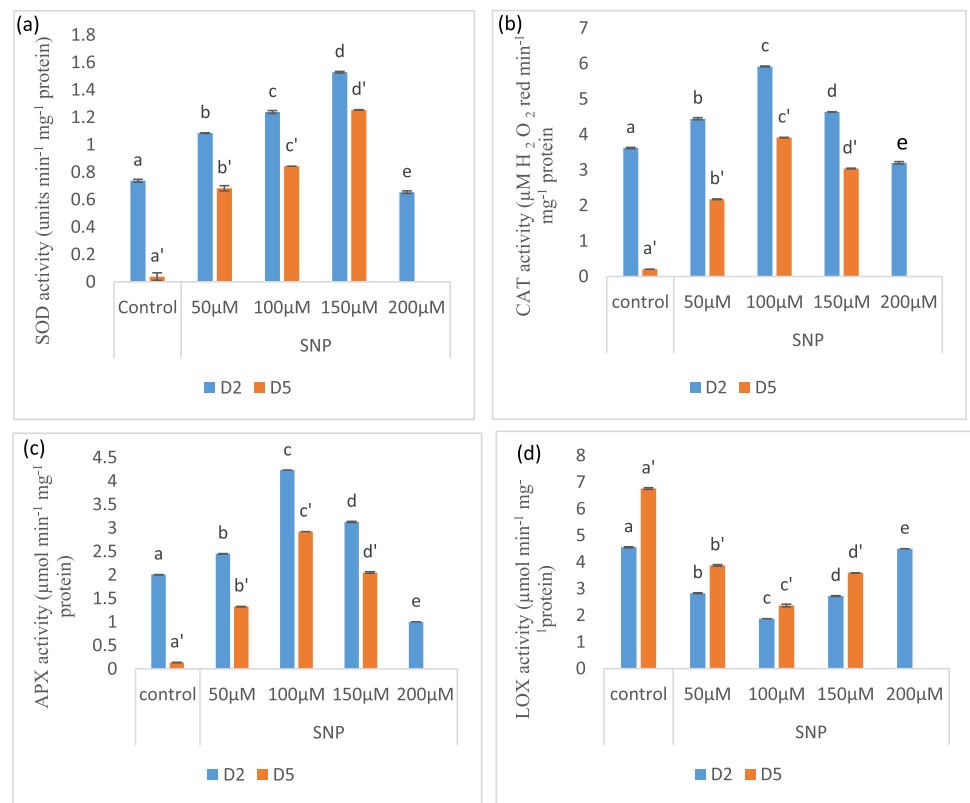 (a)
SOD activity (units min⁻¹ mg⁻¹ protein)
1.8
1.6
1.4
1.2
1
0.8
0.6
0.4
0.2
0
a
a'
b
b'
c
c'
d
d'
e
Control
50µM
100µM
150µM
200µM
SNP
D2
D5
(b)
CAT activity (µM H ₂ O ₂ red min⁻¹
mg⁻¹ protein
7
6
5
4
3
2
1
0
a
a'
b
b'
c
c'
d
d'
e
control
50µM
100µM
150µM
200µM
SNP
D2
D5
(c)
APX activity (µmol min⁻¹ mg⁻¹
protein)
4.5
4
3.5
3
2.5
2
1.5
1
0.5
0
a
a'
b
b'
c
c'
d
d'
e
control
50µM
100µM
150µM
200µM
SNP
D2
D5
(d)
LOX activity (µmol min⁻¹ mg⁻
¹protein)
8
7
6
5
4
3
2
1
0
a
a'
b
b'
c
c'
d
d'
e
control
50µM
100µM
150µM
200µM
SNP
D2
D5